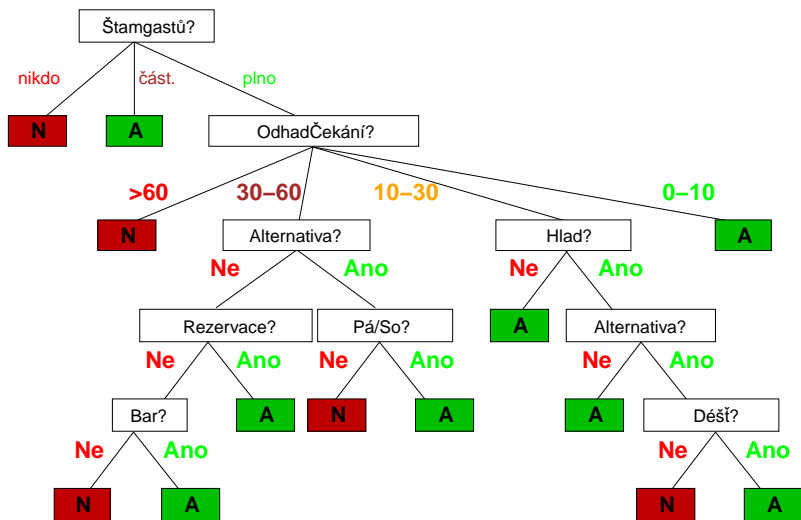 Štamgastů?
nikdo část. plno
N A OdhadČekání?
>60 30–60 10–30 0–10
N Alternativa? Hlad? A
Ne Ano Ne Ano
Rezervace? Pá/So? A Alternativa?
Ne Ano Ne Ano Ne Ano
Bar? A N A A Déšť?
Ne Ano Ne Ano
N A N A